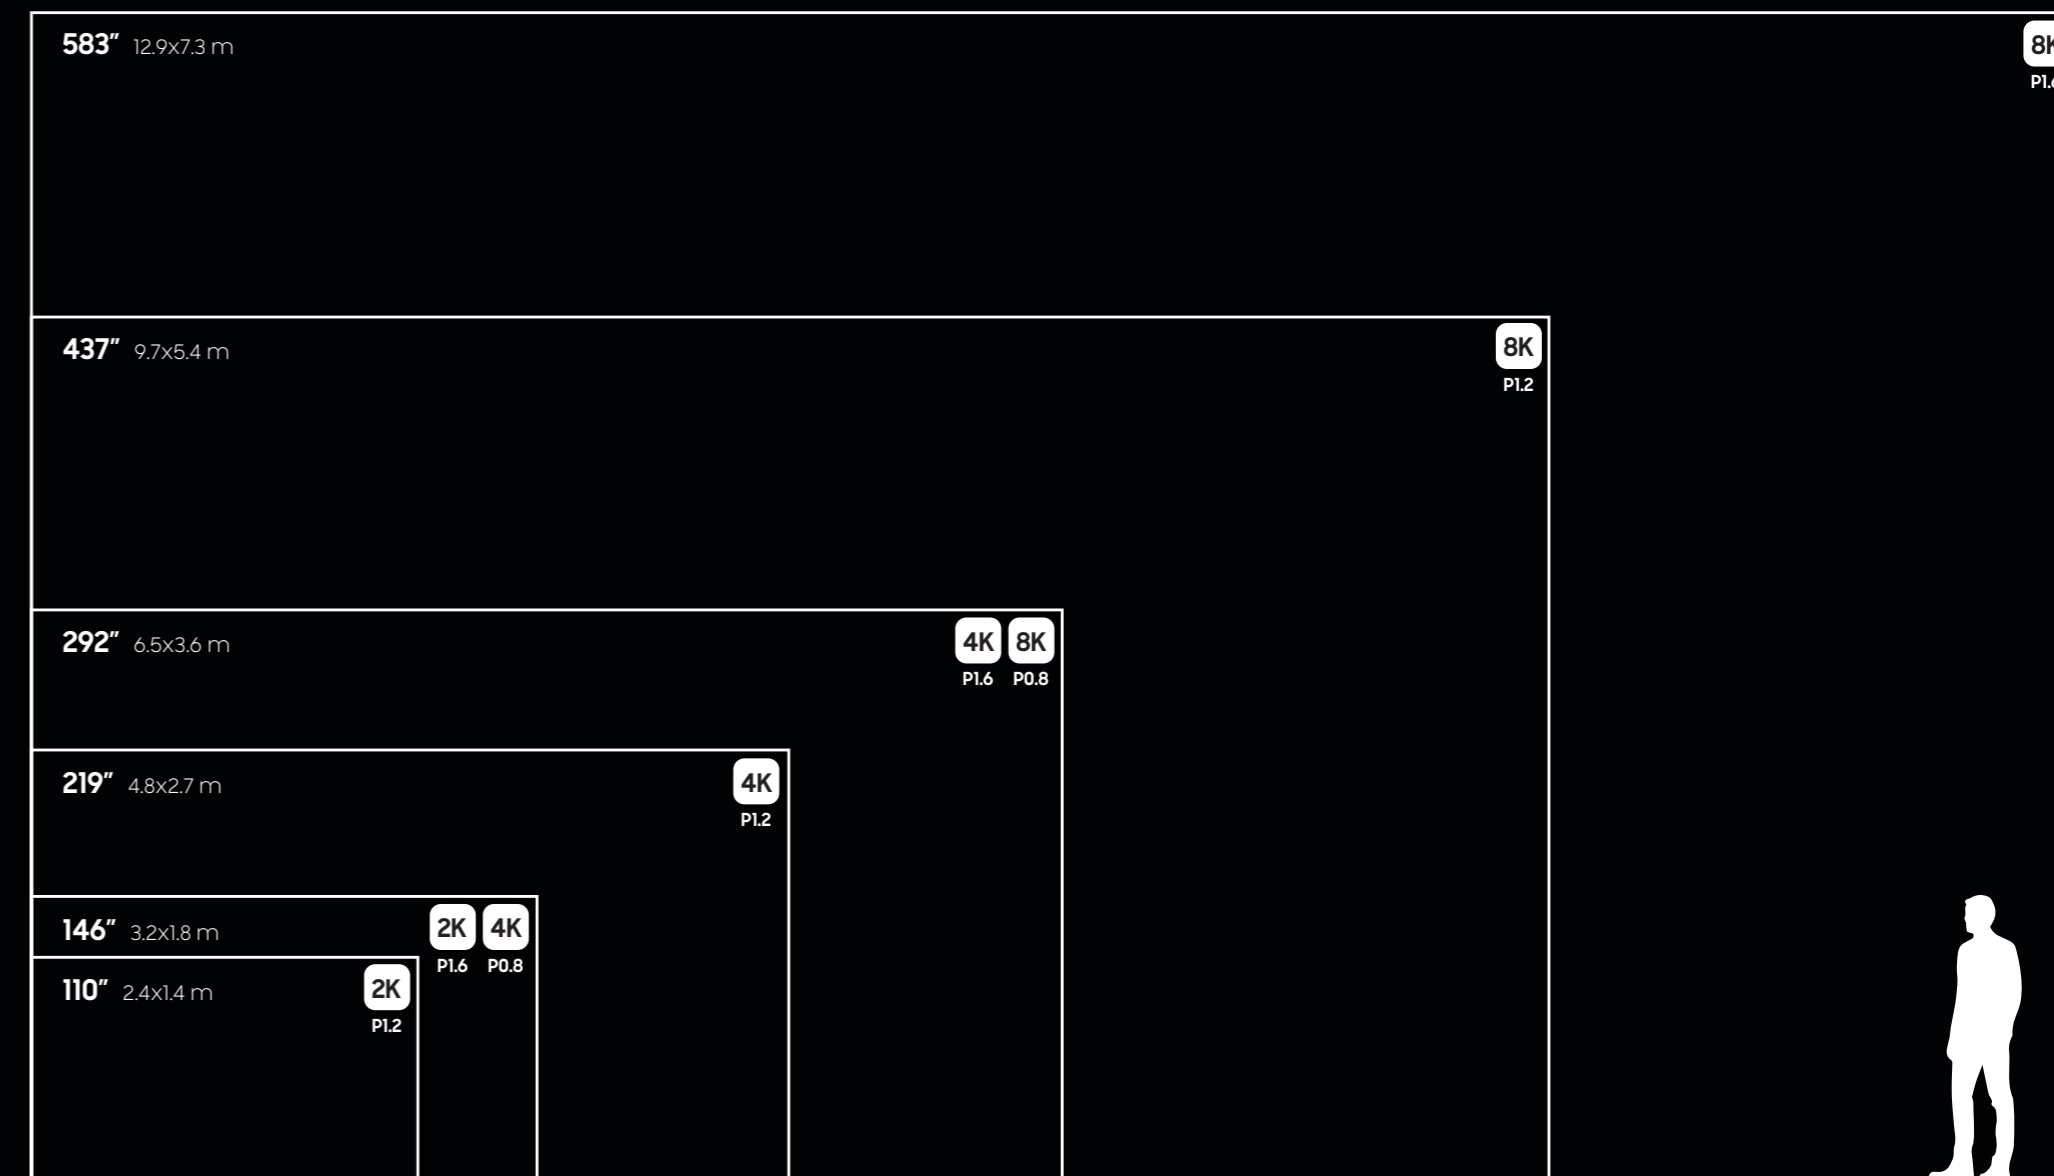 583" 12.9x7.3 m
8K
437" 9.7x5.4 m
8K
P1.2
292" 6.5x3.6 m
4K 8K
P1.6 P0.8
219" 4.8x2.7 m
4K
P1.2
146" 3.2x1.8 m
2K 4K
P1.6 P0.8
110" 2.4x1.4 m
2K
P1.2